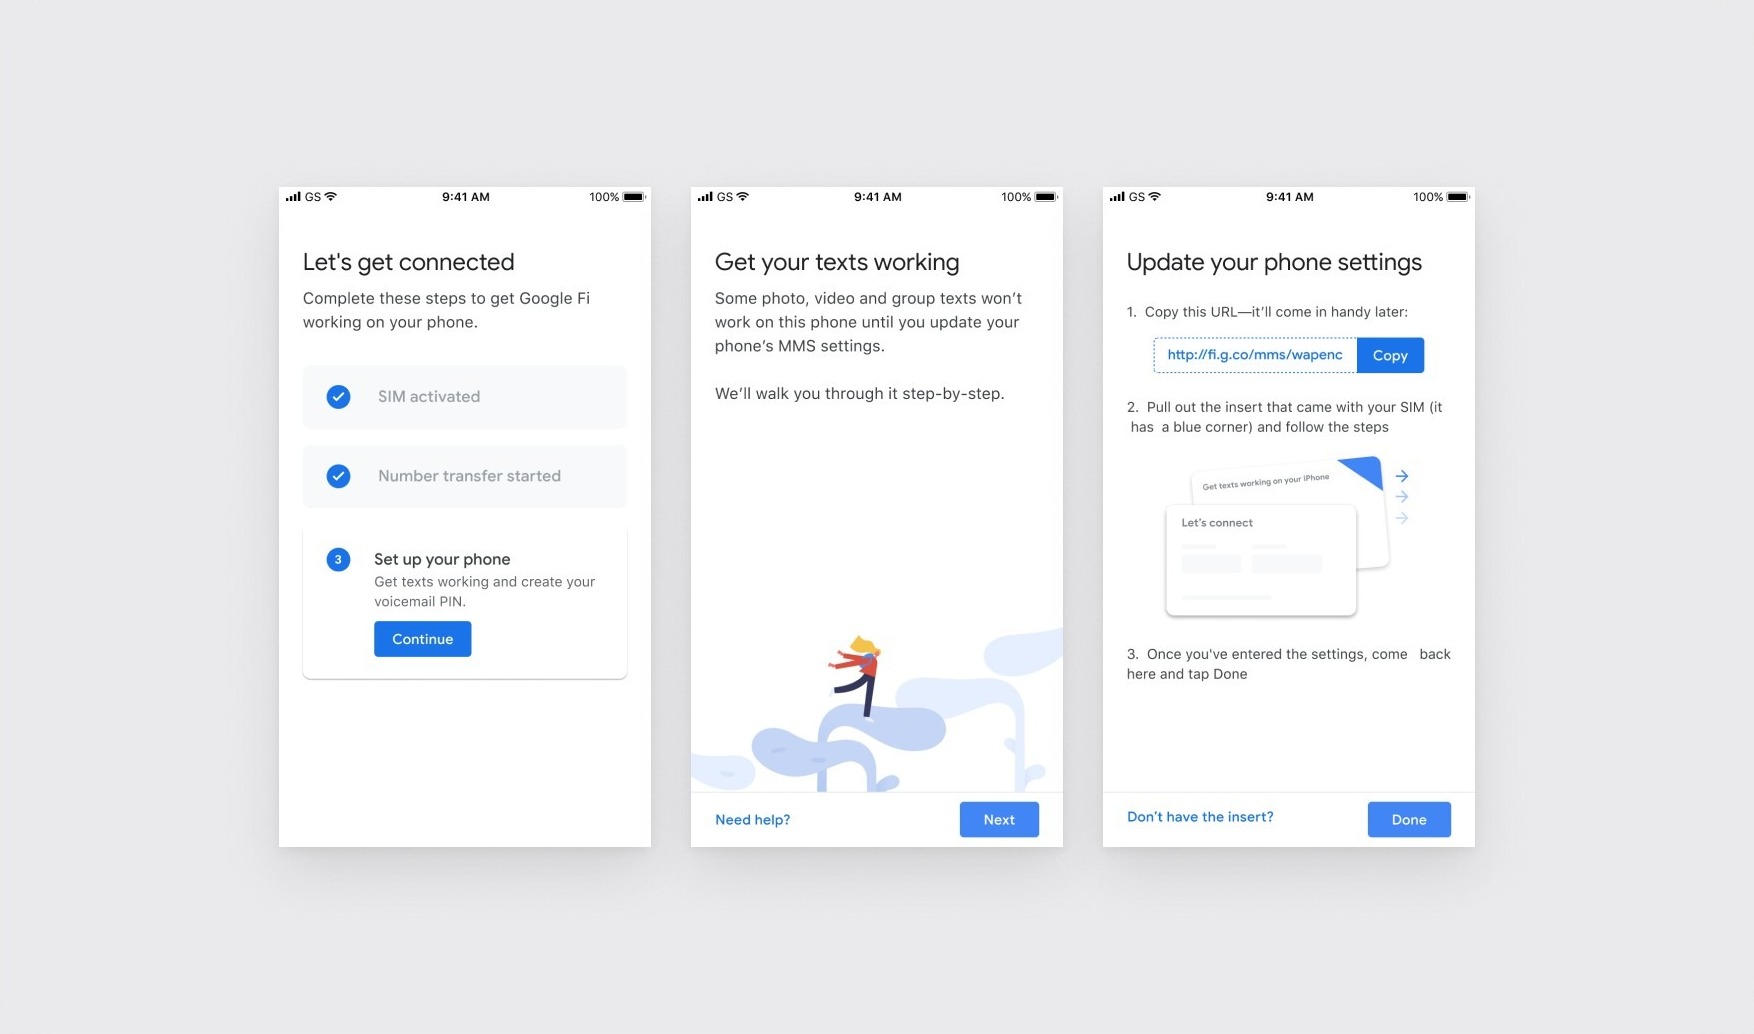 GS 9:41 AM 100%
Let's get connected
Complete these steps to get Google Fi
working on your phone.
SIM activated
Number transfer started
3 Set up your phone
Get texts working and create your
voicemail PIN.
Continue
GS 9:41 AM 100%
Get your texts working
Some photo, video and group texts won’t
work on this phone until you update your
phone’s MMS settings.
We’ll walk you through it step-by-step.
Need help? Next
GS 9:41 AM 100%
Update your phone settings
1. Copy this URL—it’ll come in handy later:
http://fi.g.co/mms/wapenc Copy
2. Pull out the insert that came with your SIM (it
has a blue corner) and follow the steps
Get texts working on your iPhone
Let’s connect
3. Once you've entered the settings, come back
here and tap Done
Don’t have the insert? Done